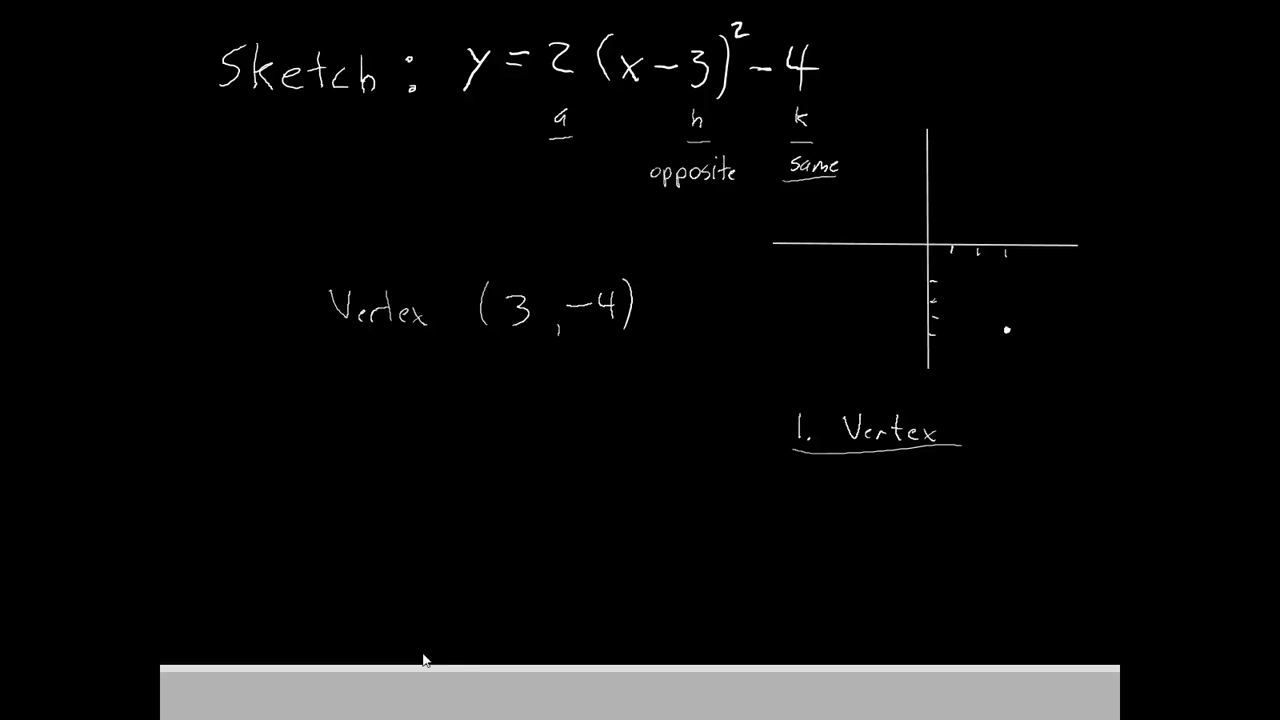 Sketch: y = 2 (x - 3)² - 4
a h k
opposite same
Vertex (3, -4)
1. Vertex